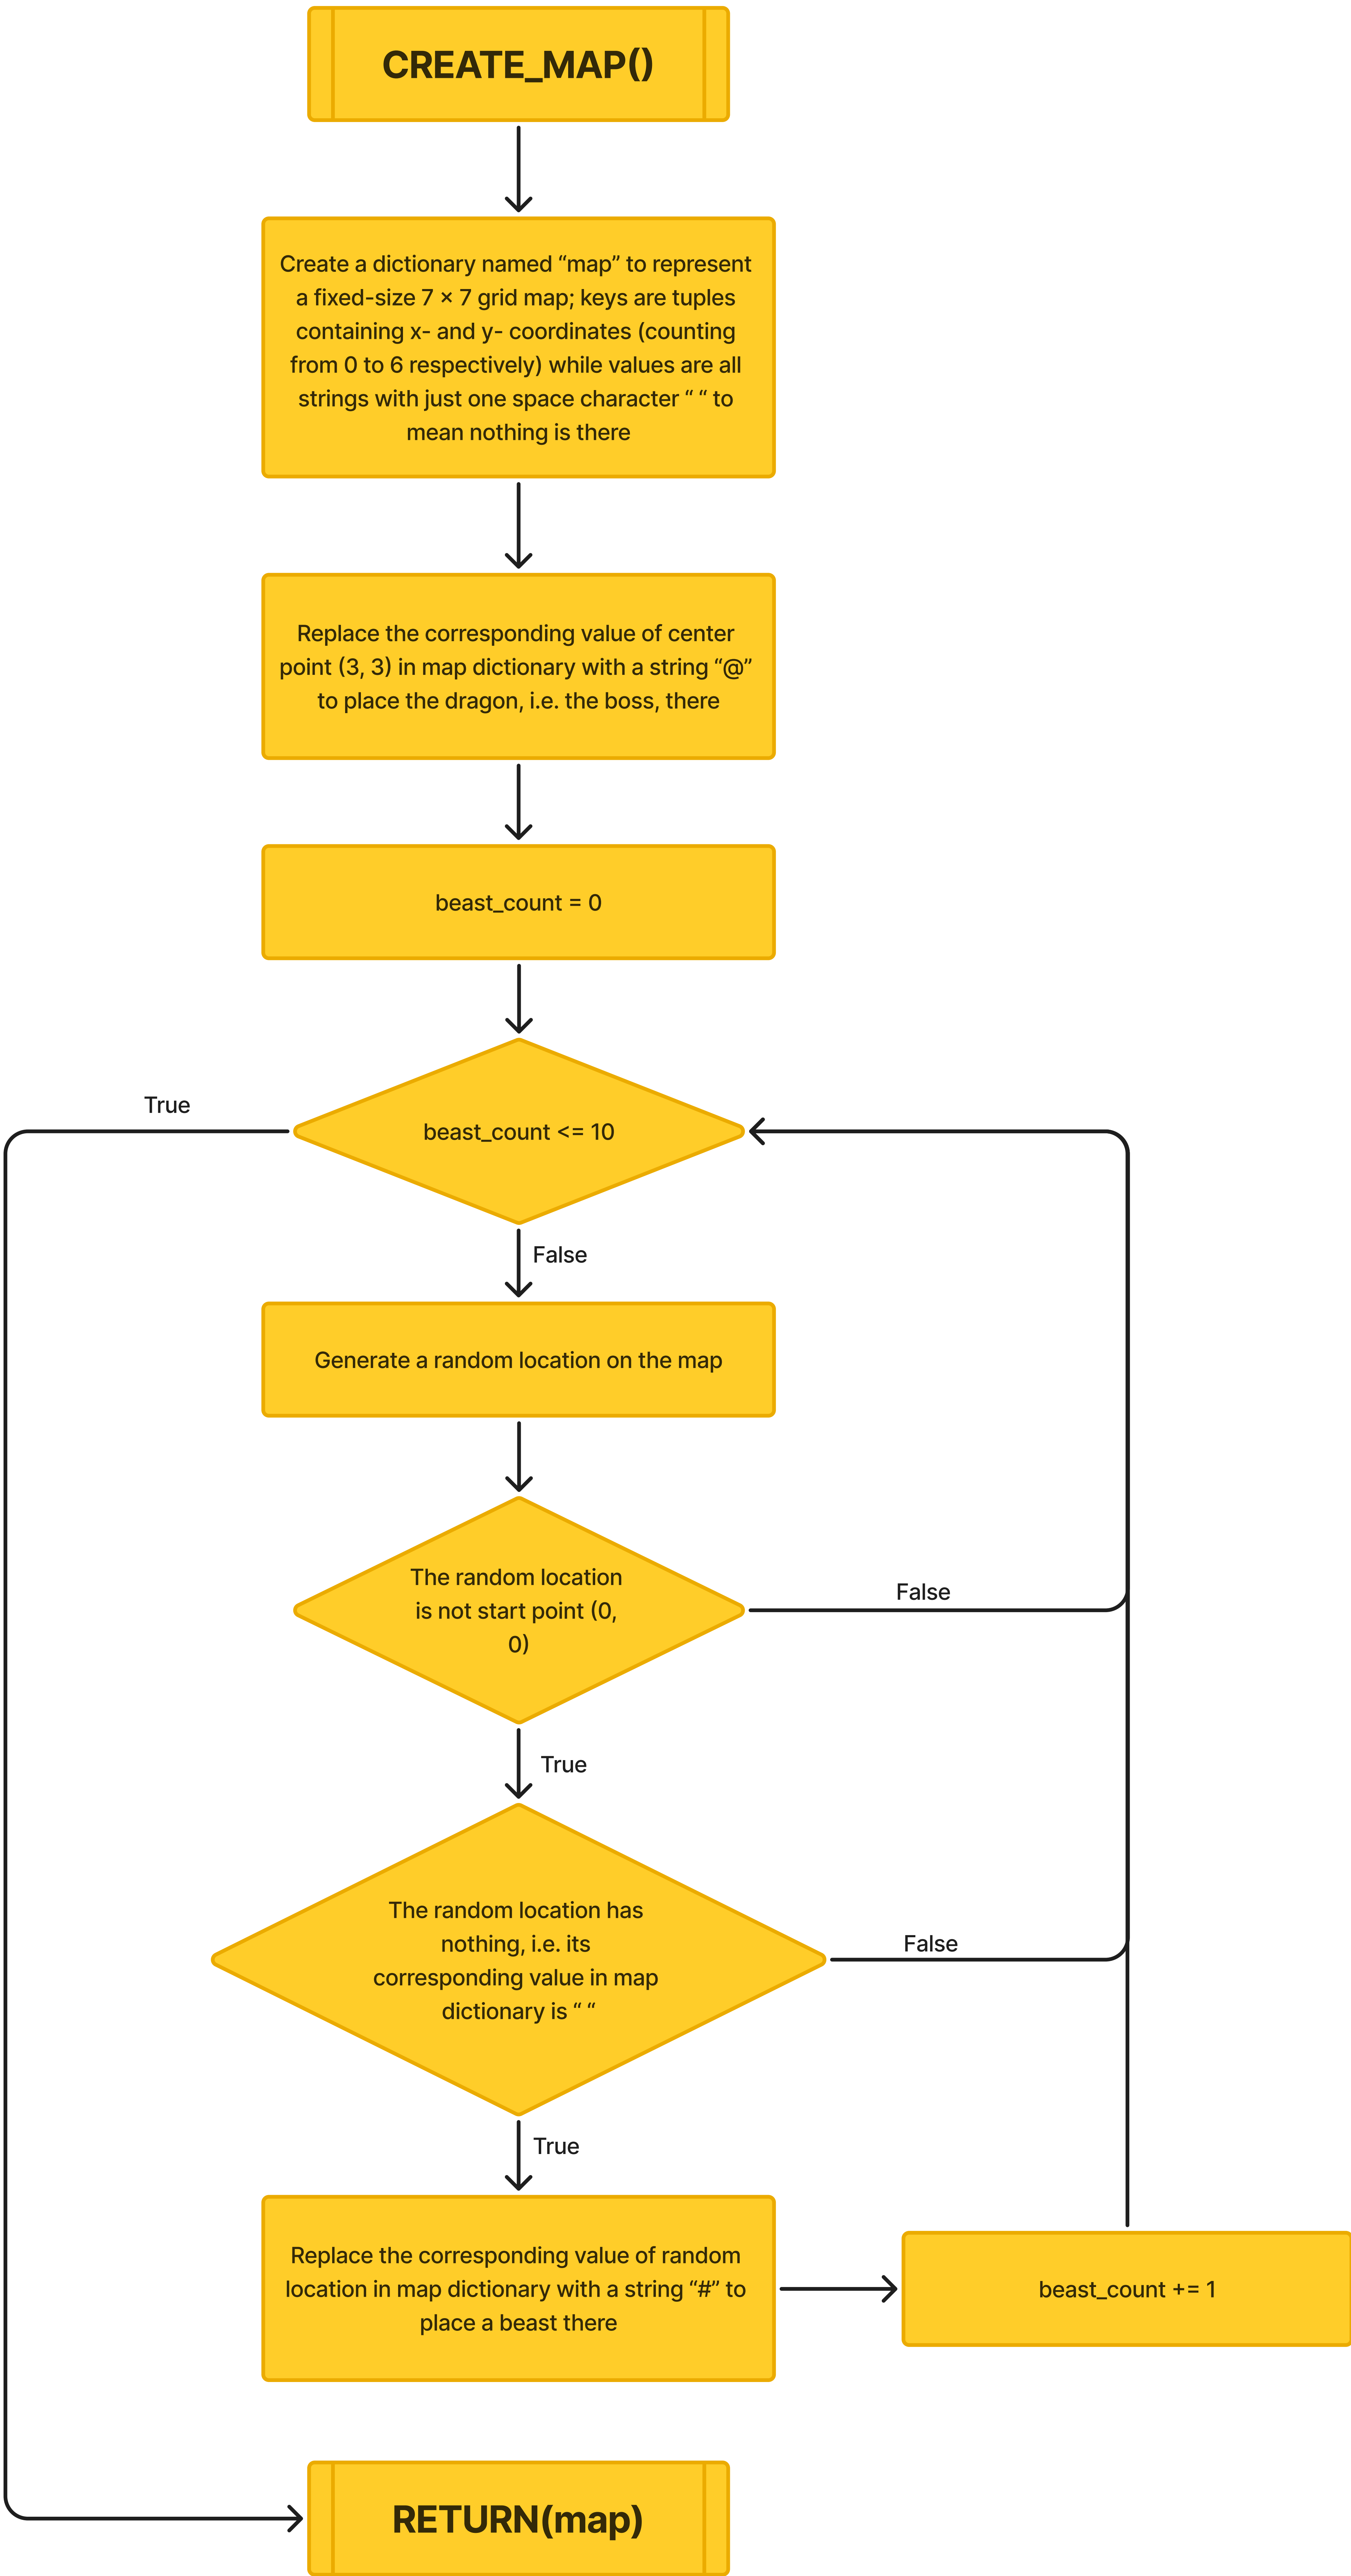 CREATE_MAP()
Create a dictionary named “map” to represent
a fixed-size 7 × 7 grid map; keys are tuples
containing x- and y- coordinates (counting
from 0 to 6 respectively) while values are all
strings with just one space character “ “ to
mean nothing is there
Replace the corresponding value of center
point (3, 3) in map dictionary with a string “@”
to place the dragon, i.e. the boss, there
beast_count = 0
True
beast_count <= 10
False
Generate a random location on the map
The random location
is not start point (0,
0)
False
True
The random location has
nothing, i.e. its
corresponding value in map
dictionary is “ “
False
True
Replace the corresponding value of random
location in map dictionary with a string “#” to
place a beast there
beast_count += 1
RETURN(map)